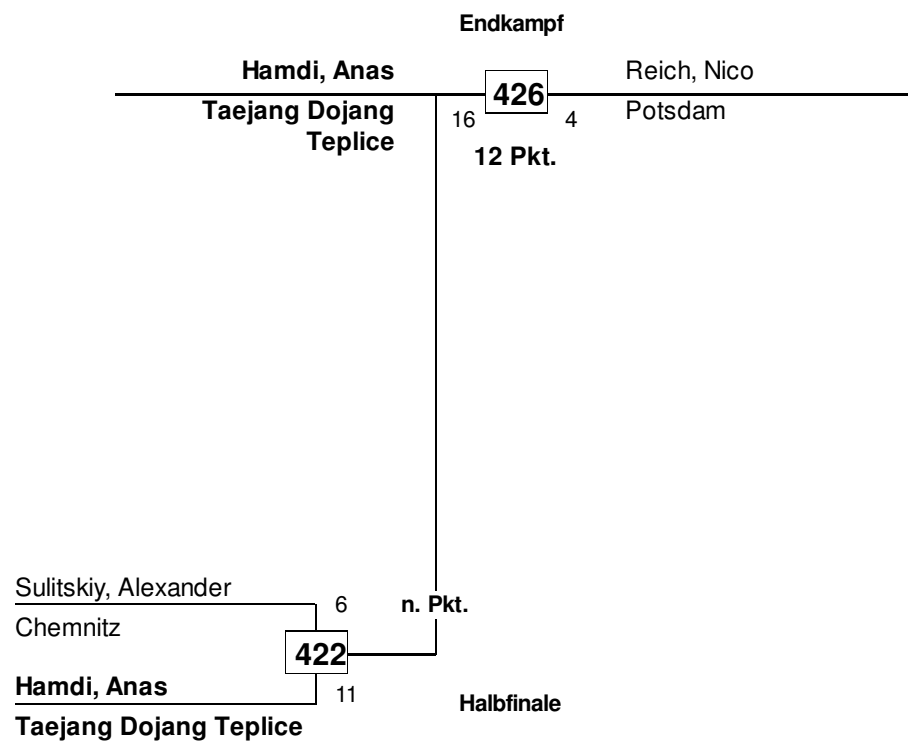 Endkampf
Hamdi, Anas
426
Reich, Nico
Taejang Dojang
Teplice
16
4
Potsdam
12 Pkt.
Sulitskiy, Alexander
6
n. Pkt.
Chemnitz
422
Hamdi, Anas
11
Halbfinale
Taejang Dojang Teplice